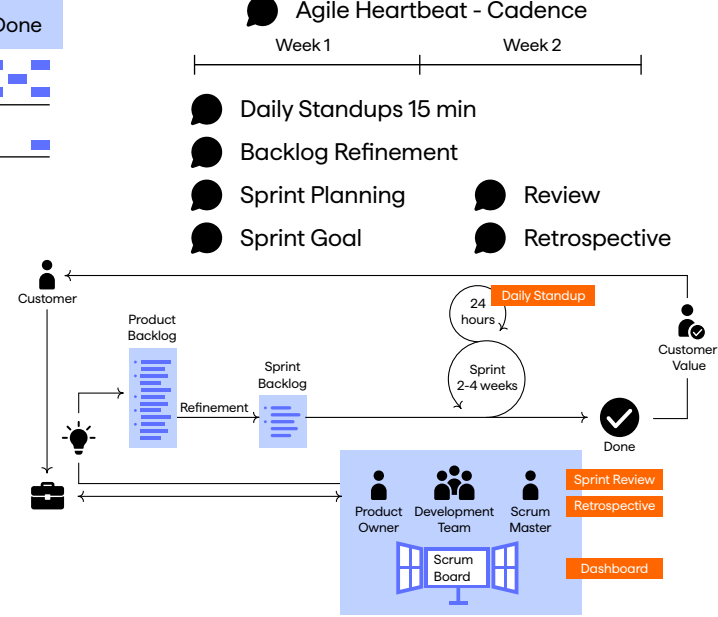 Done
Agile Heartbeat - Cadence
Week 1
Week 2
Daily Standups 15 min
Backlog Refinement
Sprint Planning
Review
Sprint Goal
Retrospective
Customer
Product
Backlog
Refinement
Sprint
Backlog
24
hours
Daily Standup
Sprint
2-4 weeks
Customer
Value
Done
Product
Owner
Development
Team
Scrum
Master
Sprint Review
Retrospective
Scrum
Board
Dashboard